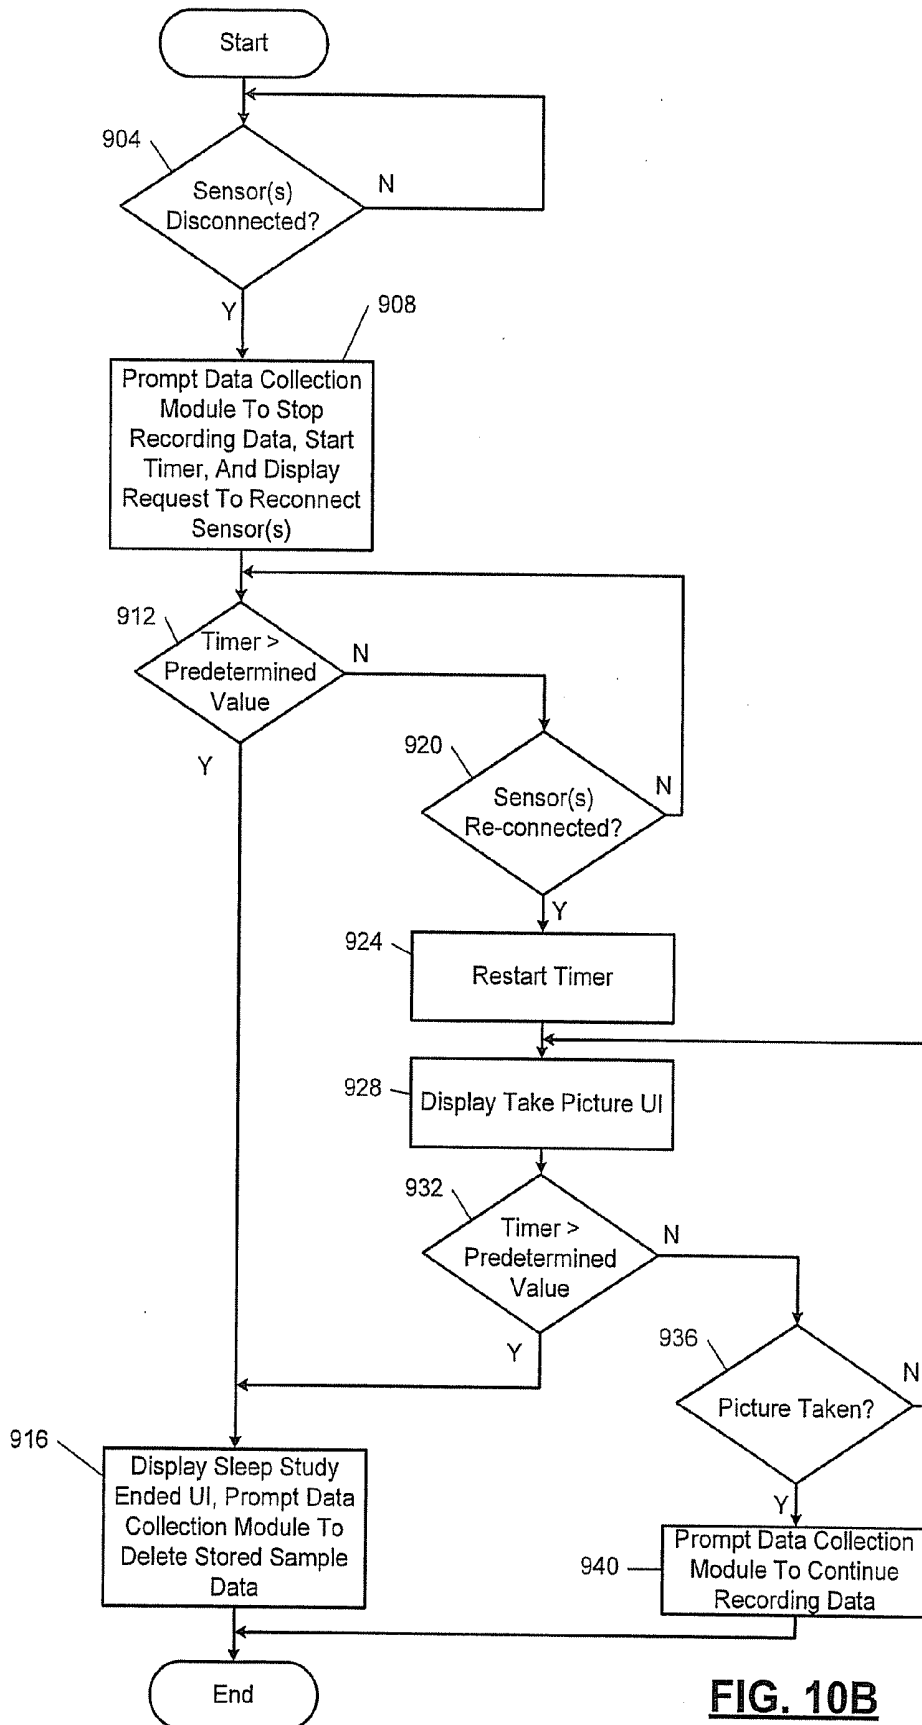 Start
904
Sensor(s)
Disconnected?
N
Y
908
Prompt Data Collection
Module To Stop
Recording Data, Start
Timer, And Display
Request To Reconnect
Sensor(s)
912
Timer >
Predetermined
Value
N
Y
920
Sensor(s)
Re-connected?
N
Y
924
Restart Timer
928
Display Take Picture UI
932
Timer >
Predetermined
Value
N
Y
936
Picture Taken?
N
Y
916
Display Sleep Study
Ended UI, Prompt Data
Collection Module To
Delete Stored Sample
Data
940
Prompt Data Collection
Module To Continue
Recording Data
End
FIG. 10B